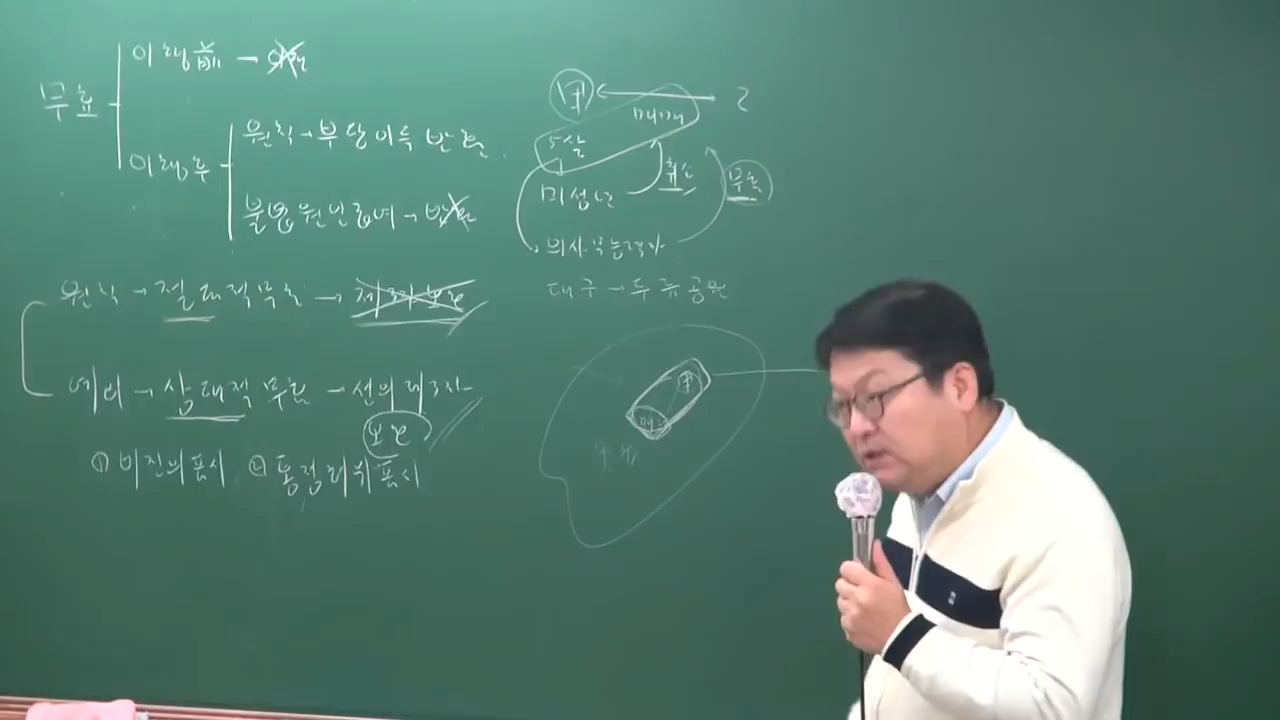 무효
이행前 → 이행
이행후
원칙 → 부당이득 반환
불법원인급여 → 반환
원칙 → 절대적 무효 → 제3자 보호
예외 → 상대적 무효 → 선의 제3자
보호
① 비진의표시 ② 통정허위표시
甲 ← 乙
매매
5살
미성년
취소
무효
의사무능력자
대구 → 두류공원
甲